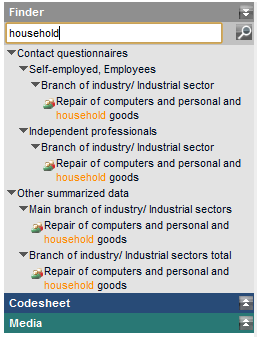 Finder
household
Contact questionnaires
Self-employed, Employees
Branch of industry/ Industrial sector
Repair of computers and personal and
household goods
Independent professionals
Branch of industry/ Industrial sector
Repair of computers and personal and
household goods
Other summarized data
Main branch of industry/ Industrial sectors
Repair of computers and personal and
household goods
Branch of industry/ Industrial sectors total
Repair of computers and personal and
household goods
Codesheet
Media